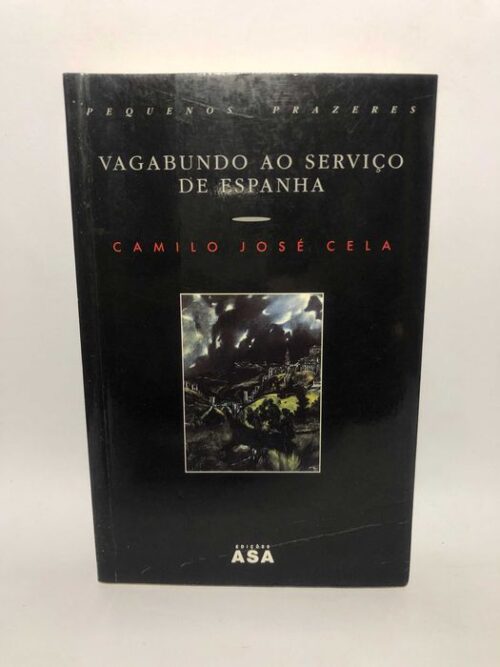 PEQUENOS PRAZERES
VAGABUNDO AO SERVIÇO
DE ESPANHA
CAMILO JOSÉ CELA
EDIÇÕES
ASA